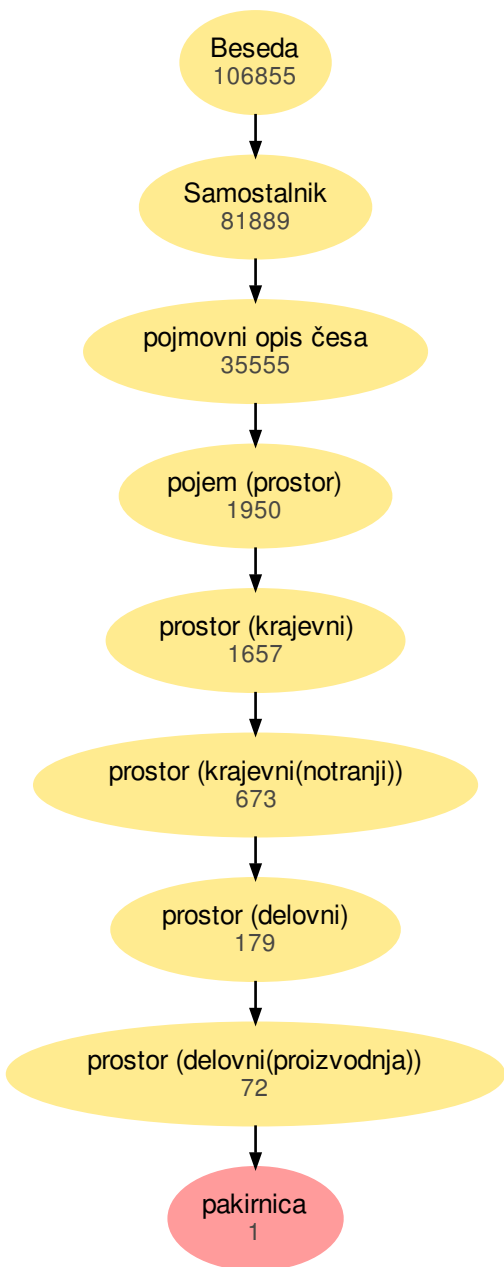 Beseda
106855
Samostalnik
81889
pojmovni opis česa
35555
pojem (prostor)
1950
prostor (krajevni)
1657
prostor (krajevni(notranji))
673
prostor (delovni)
179
prostor (delovni(proizvodnja))
72
pakirnica
1